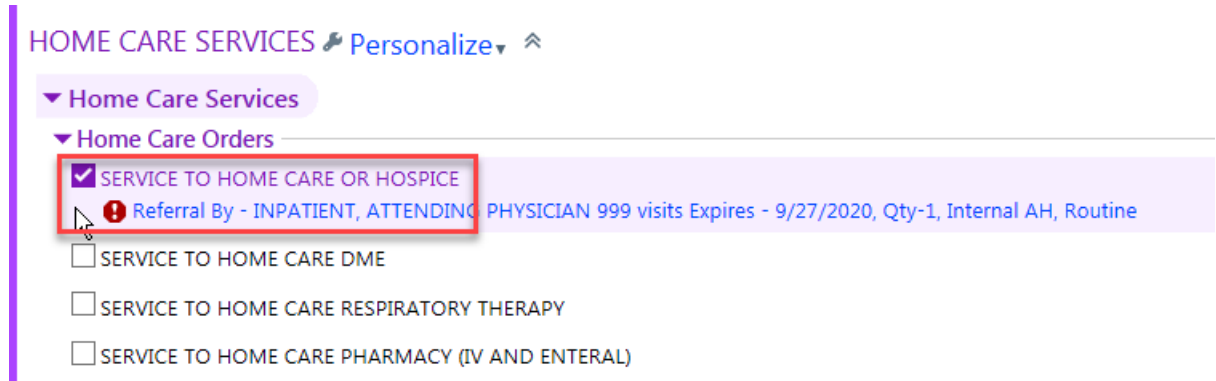 HOME CARE SERVICES Personalize
Home Care Services
Home Care Orders
SERVICE TO HOME CARE OR HOSPICE
Referral By - INPATIENT, ATTENDING PHYSICIAN 999 visits Expires - 9/27/2020, Qty-1, Internal AH, Routine
SERVICE TO HOME CARE DME
SERVICE TO HOME CARE RESPIRATORY THERAPY
SERVICE TO HOME CARE PHARMACY (IV AND ENTERAL)